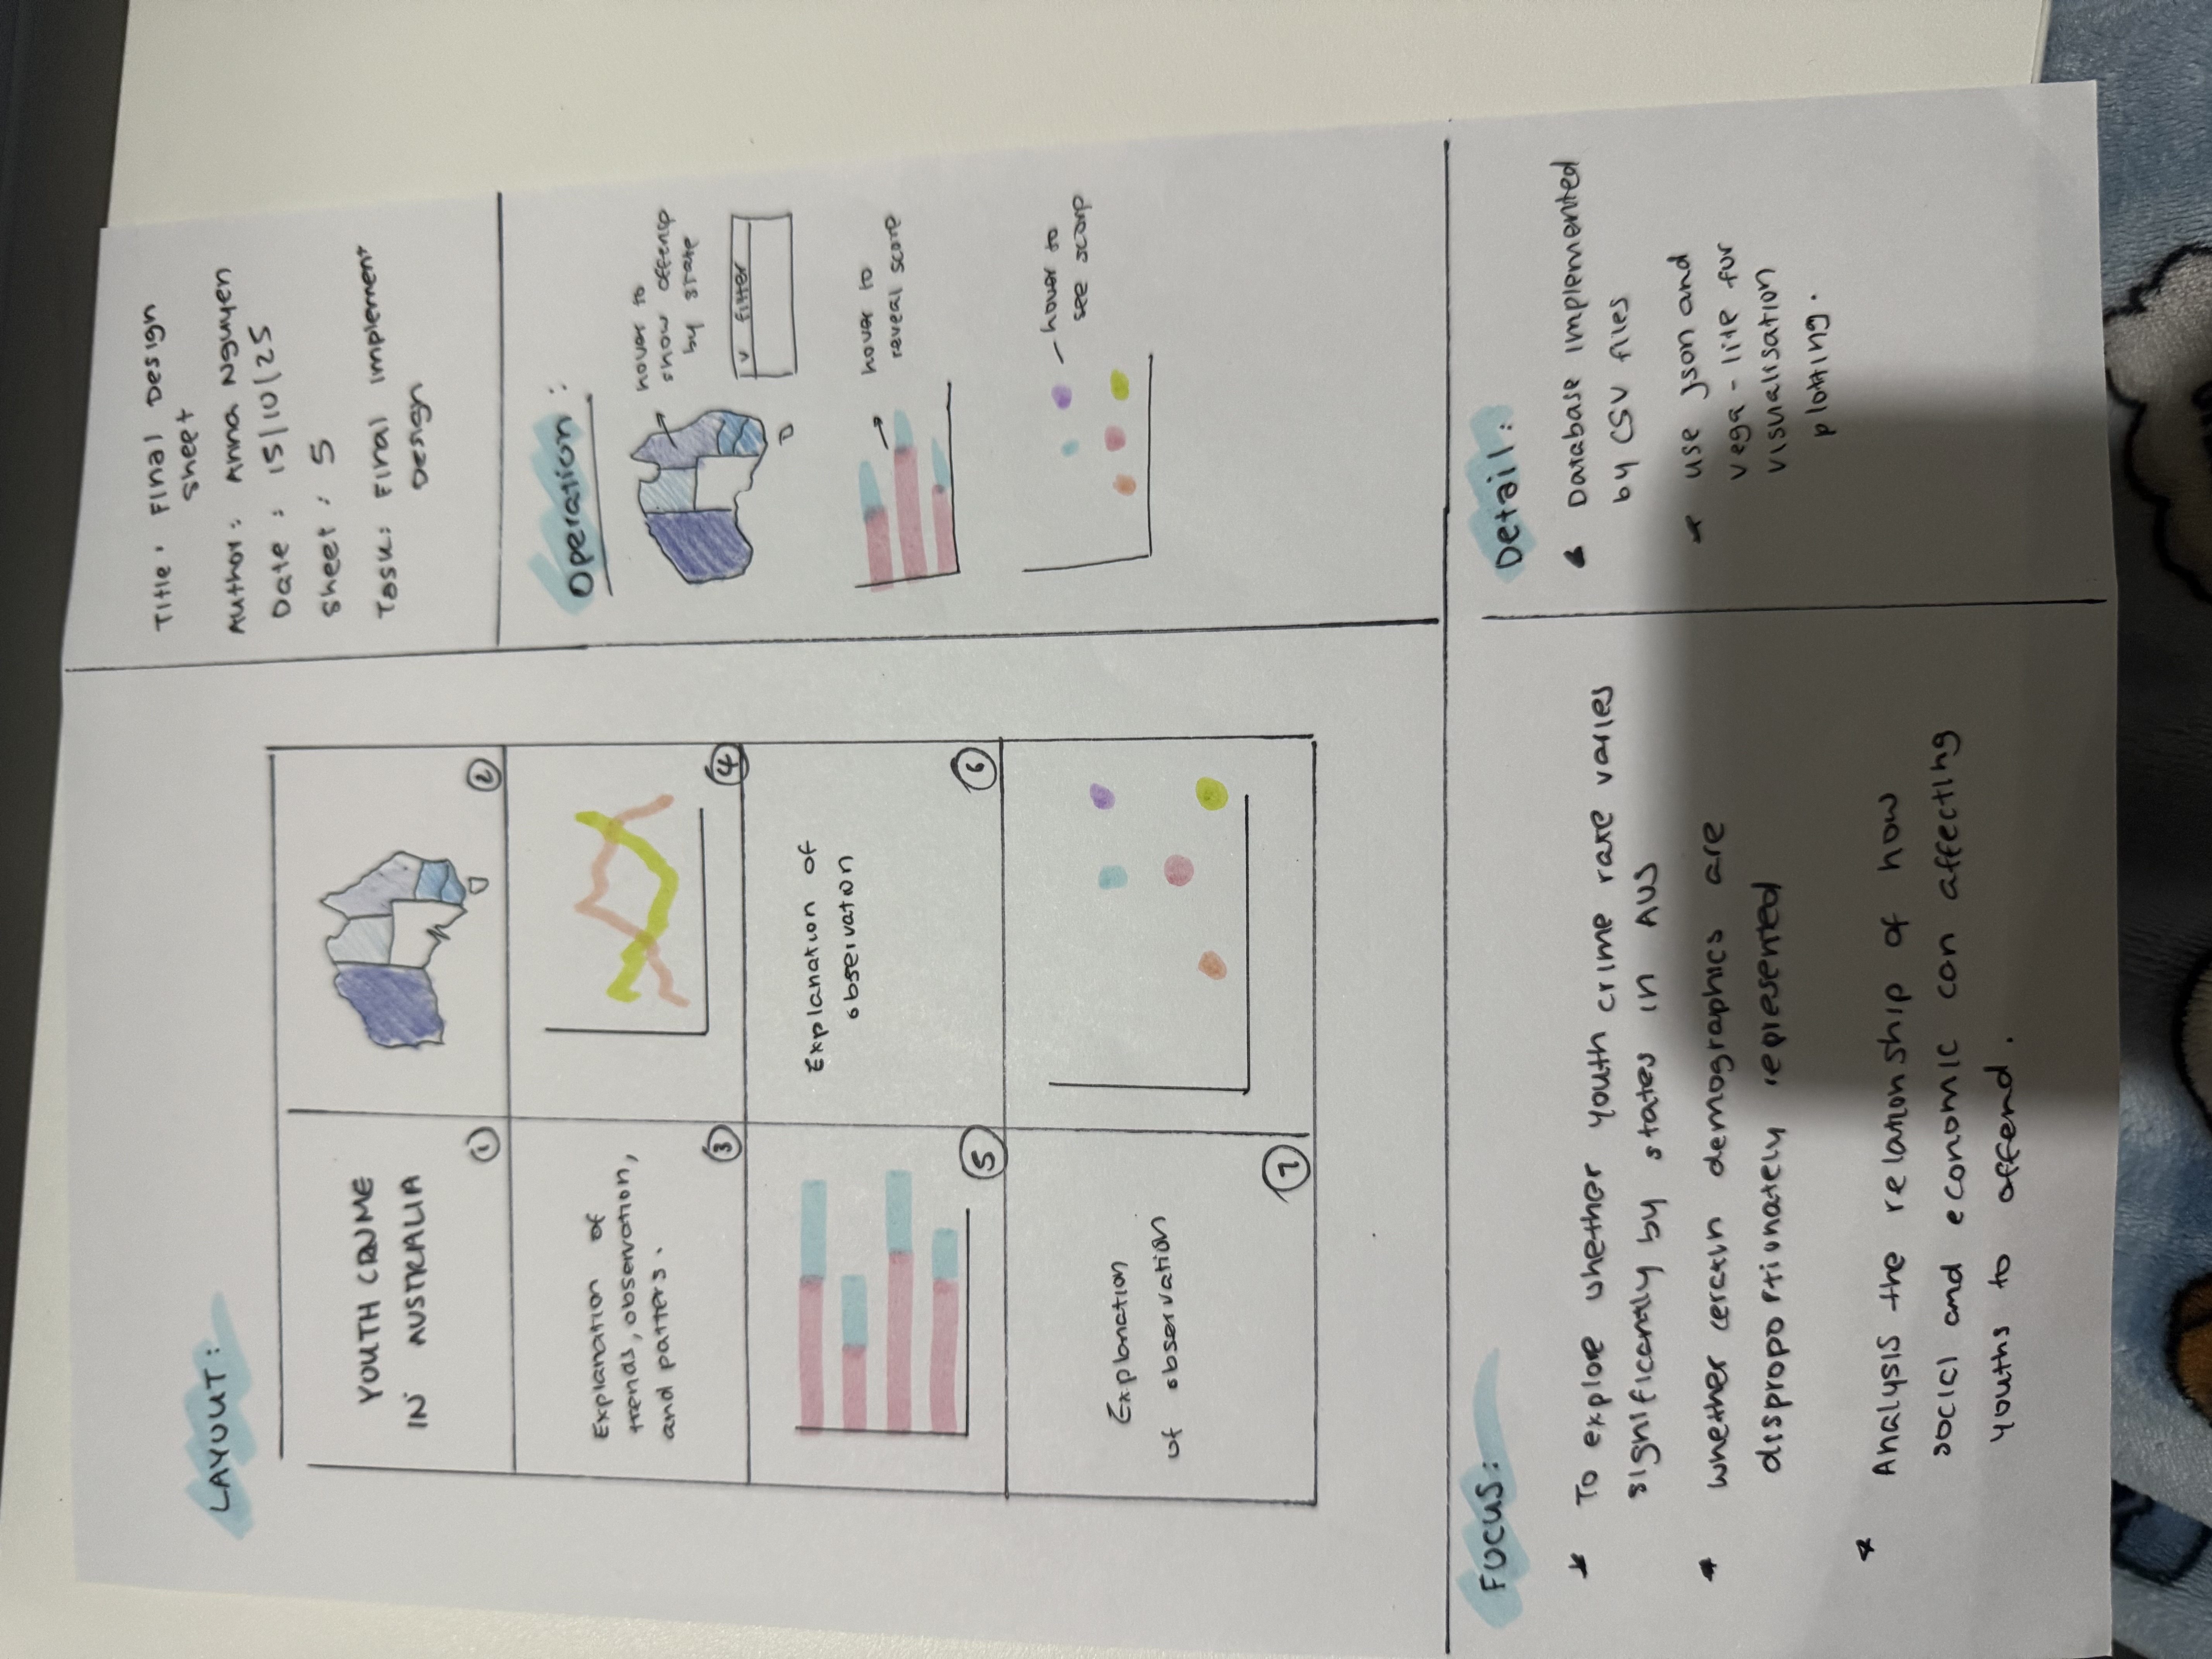 LAYOUT:
YOUTH CRIME
IN AUSTRALIA
1
2
Explanation of
trends, observation,
and patters.
3
4
5
Explanation of
observation
6
Explanation
of observation
7
Title: Final Design
sheet
Author: Anna Nguyen
Date: 15/10/25
Sheet: 5
Task: Final Implement
Design
Operation:
hover to
show offence
by state
v filter
hover to
reveal score
hover to
see score
FOCUS:
To explore whether youth crime rate varies
significantly by states in AUS
whether certain demographics are
disproportionately represented
Analysis the relationship of how
social and economic can affecting
youths to offend.
Detail:
Database implemented
by CSV files
use json and
vega-lite for
visualisation
plotting.